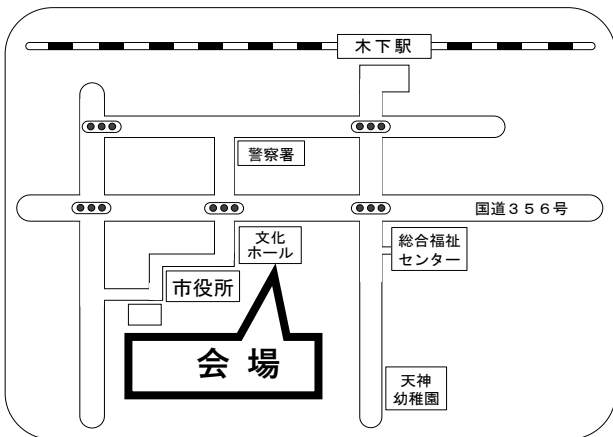 木下駅
警察署
国道３５６号
文化
ホール
総合福祉
センター
市役所
会 場
天神
幼稚園